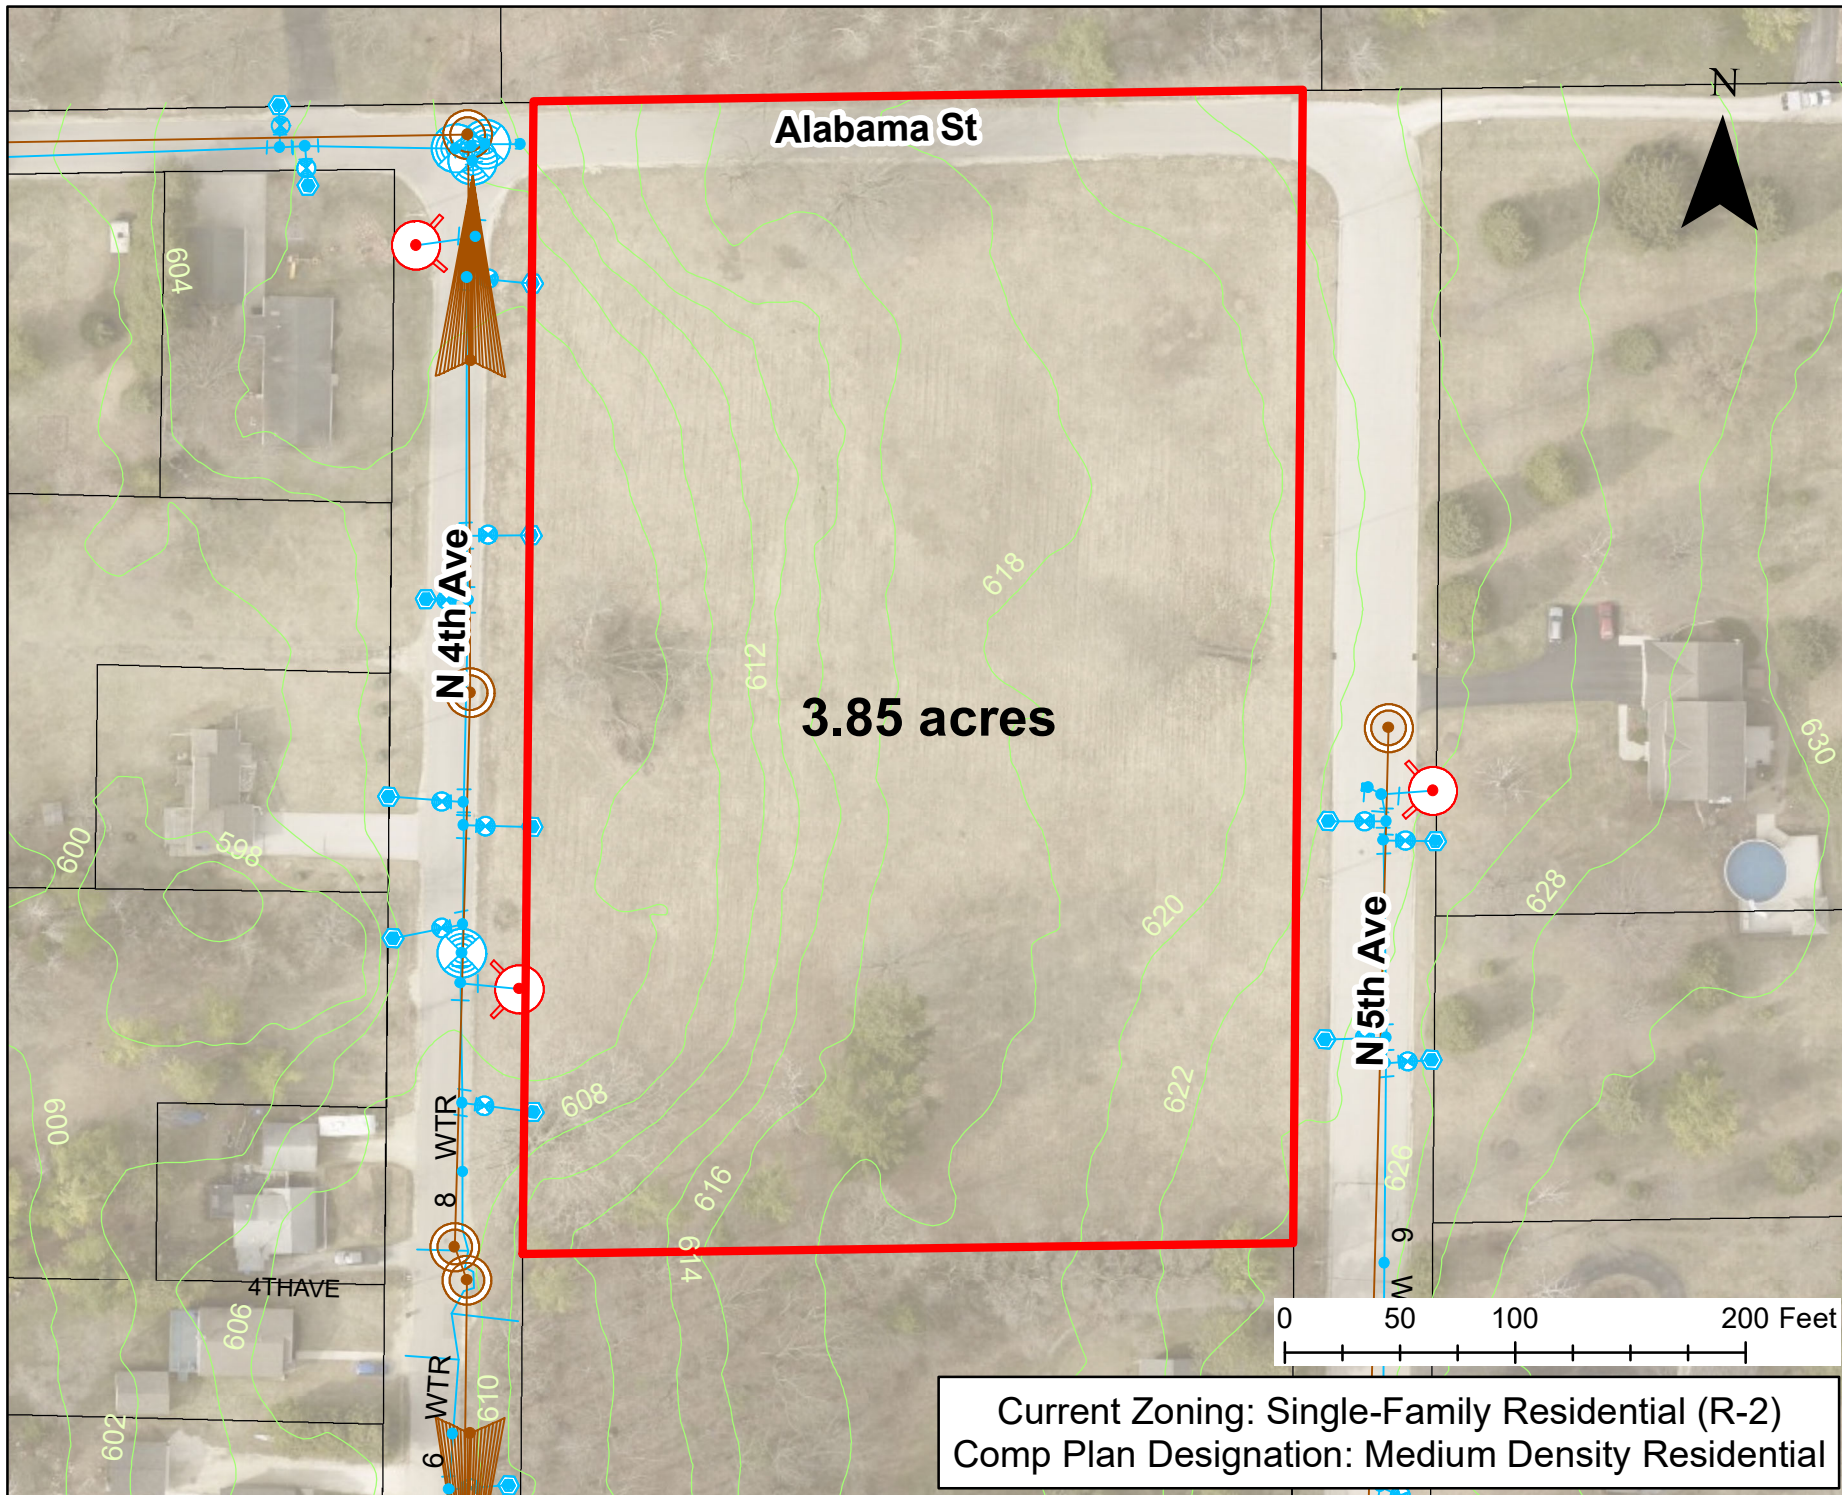 N
Alabama St
604
N 4th Ave
618
612
3.85 acres
630
600
598
628
620
N 5th Ave
622
608
600
8 WTR
626
616
614
6 W
4THAVE
606
0 50 100 200 Feet
6 WTR
610
602
Current Zoning: Single-Family Residential (R-2)
Comp Plan Designation: Medium Density Residential